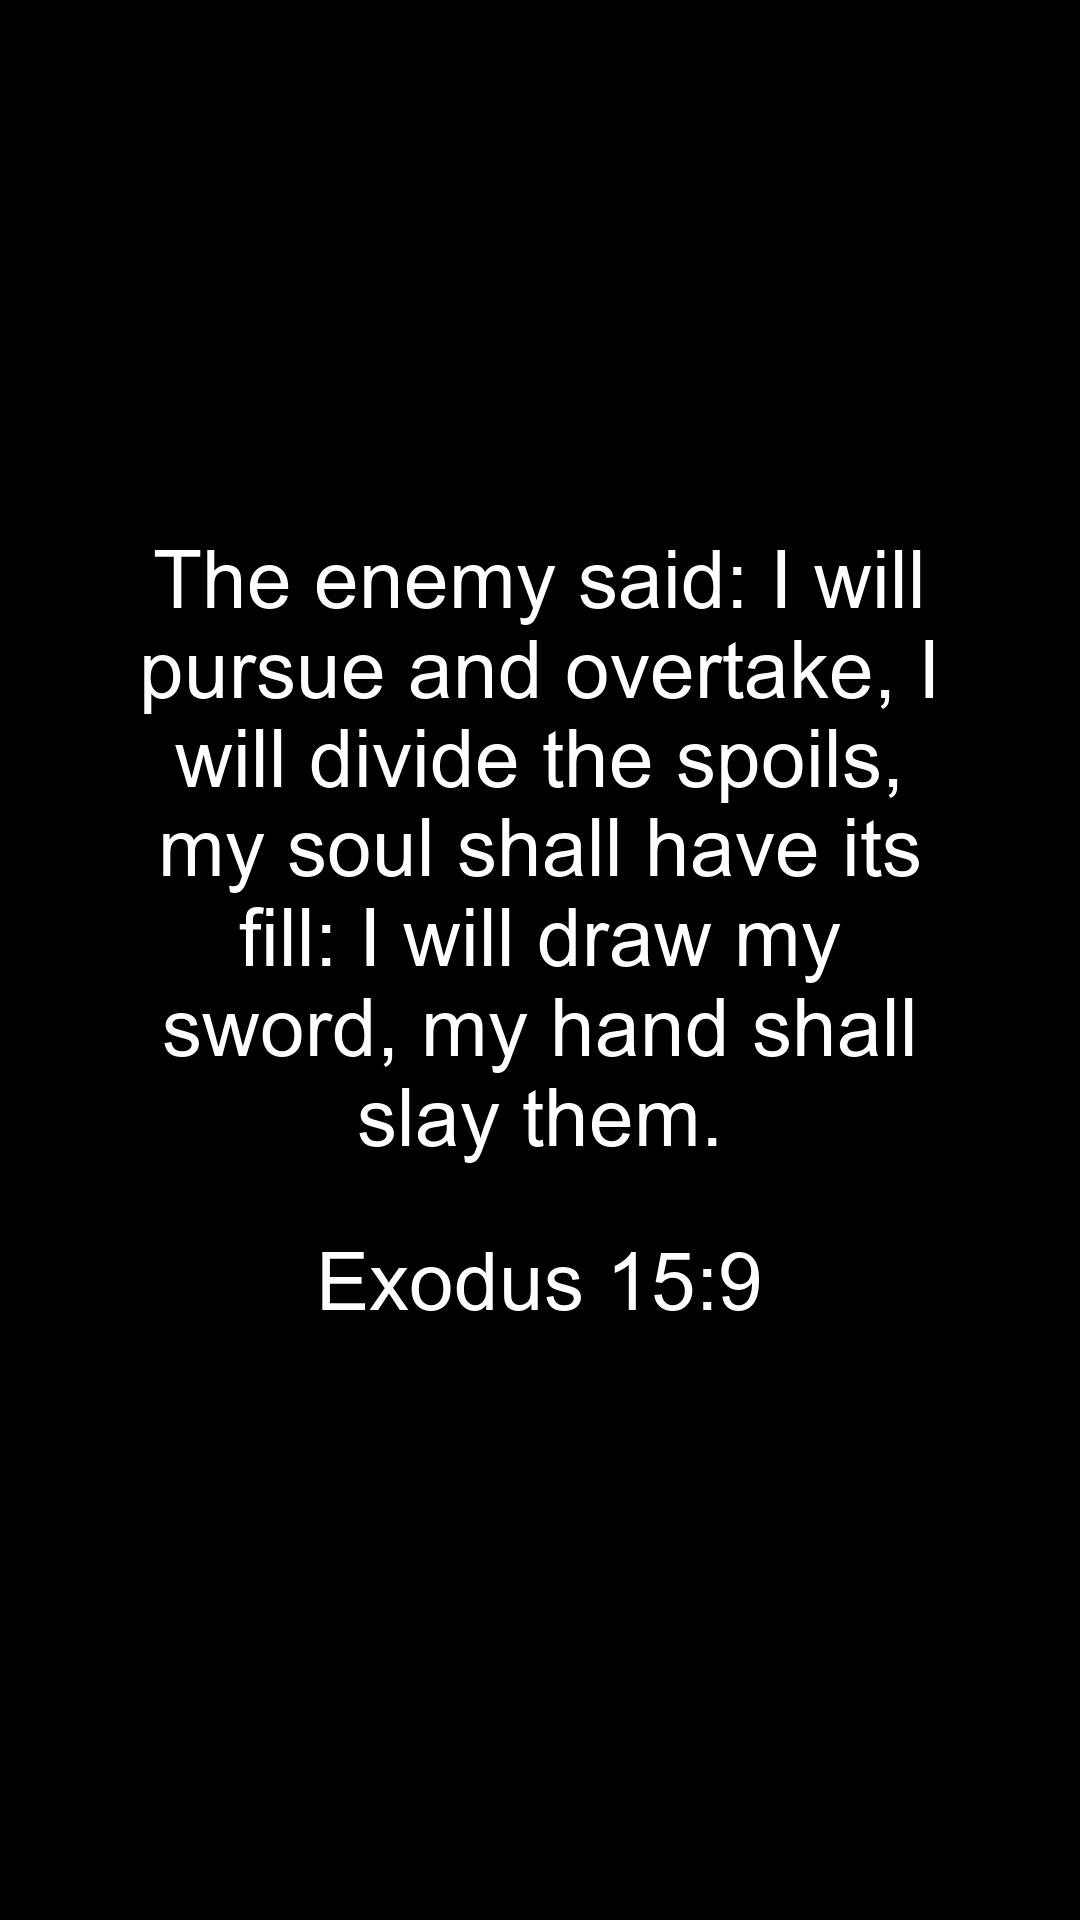 The enemy said: I will
pursue and overtake, I
will divide the spoils,
my soul shall have its
fill: I will draw my
sword, my hand shall
slay them.
Exodus 15:9